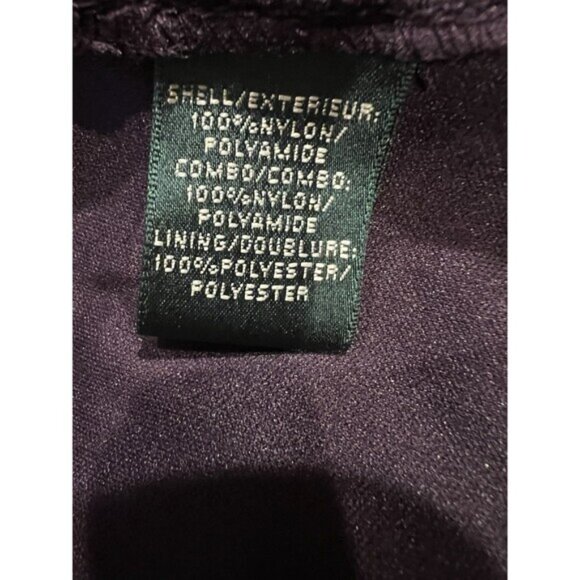 SHELL/EXTERIEUR:
100%NYLON/
POLYAMIDE
COMBO/COMBO:
100%NYLON/
POLYAMIDE
LINING/DOUBLURE:
100%POLYESTER/
POLYESTER